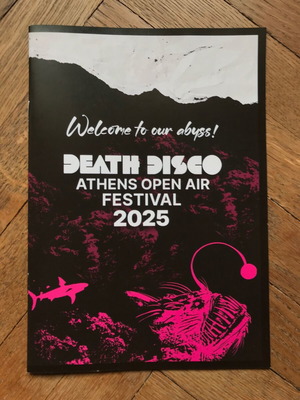 Welcome to our abyss!
DEATH DISCO
ATHENS OPEN AIR
FESTIVAL
2025